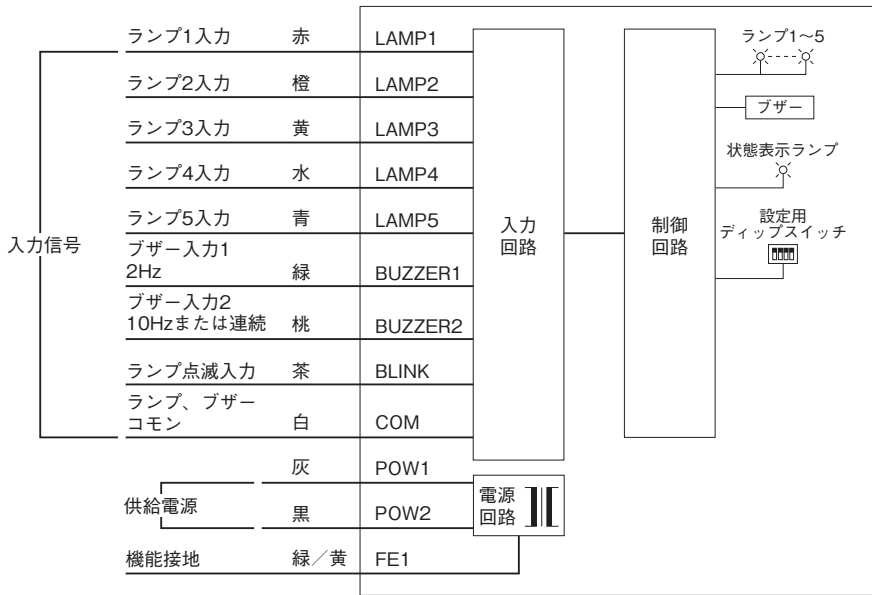 ランプ1入力 赤 LAMP1
ランプ2入力 橙 LAMP2
ランプ3入力 黄 LAMP3
ランプ4入力 水 LAMP4
ランプ5入力 青 LAMP5
ブザー入力1
2Hz 緑 BUZZER1
ブザー入力2
10Hzまたは連続 桃 BUZZER2
ランプ点滅入力 茶 BLINK
ランプ、ブザー
コモン 白 COM
入力信号
灰 POW1
供給電源
黒 POW2
機能接地 緑／黄 FE1
入力
回路
電源
回路
制御
回路
ランプ1〜5
ブザー
状態表示ランプ
設定用
ディップスイッチ